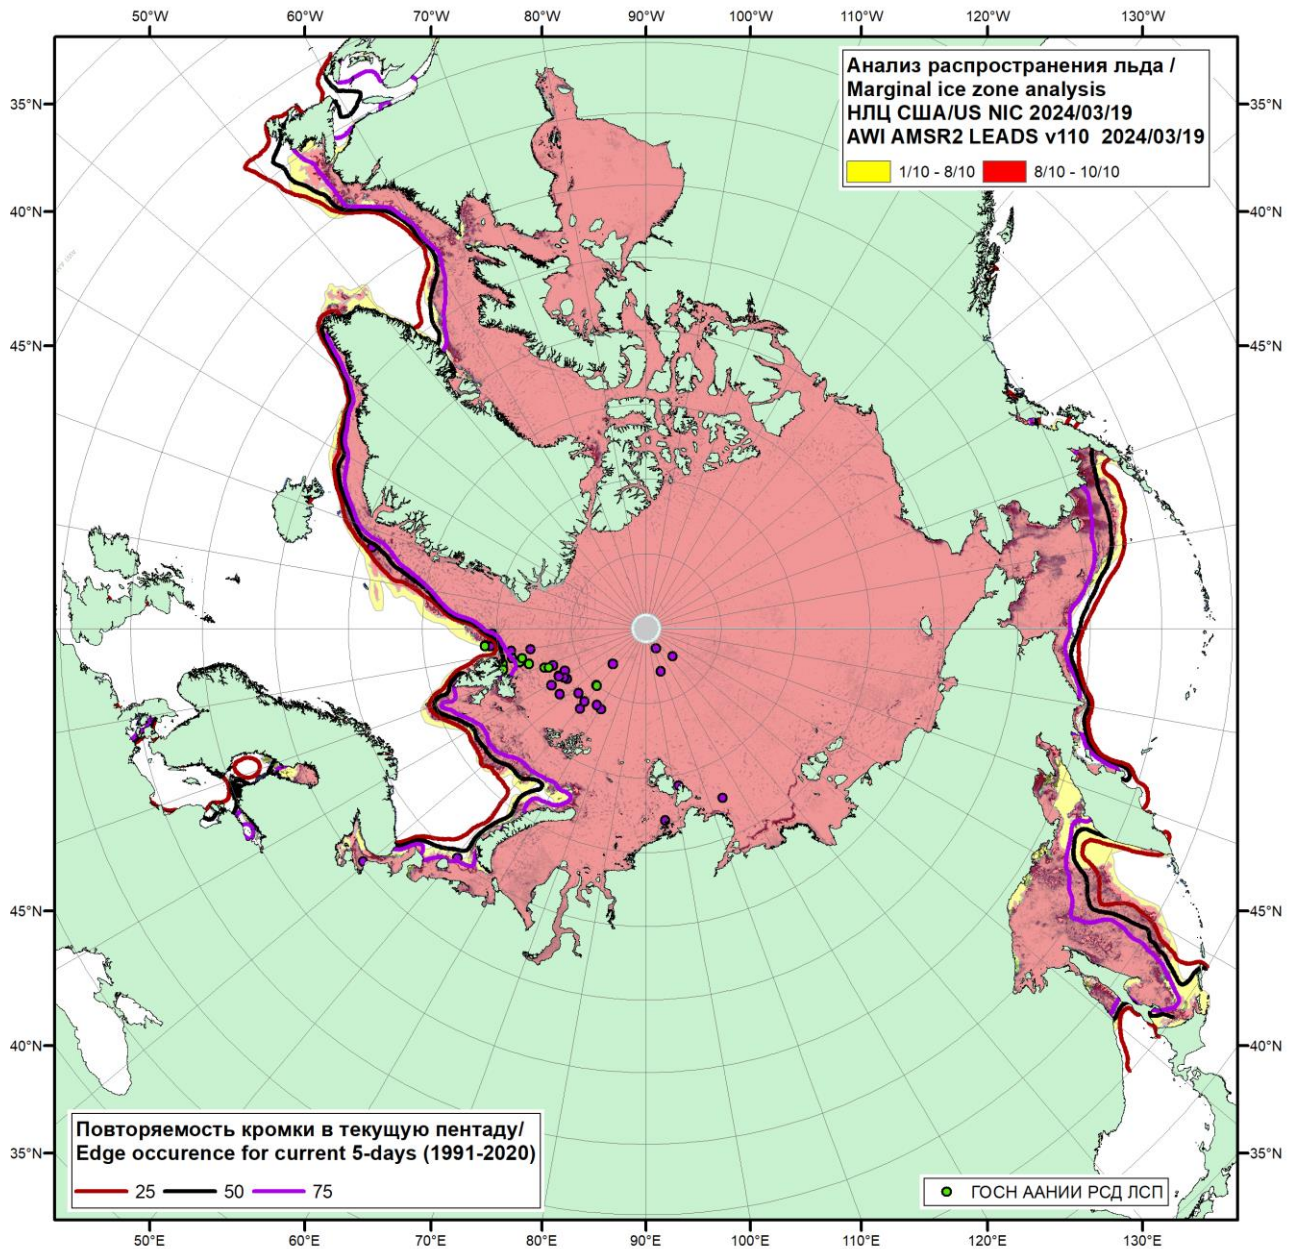 50°W 60°W 70°W 80°W 90°W 100°W 110°W 120°W 130°W
Анализ распространения льда /
Marginal ice zone analysis
НЛЦ США/US NIC 2024/03/19
AWI AMSR2 LEADS v110 2024/03/19
1/10 - 8/10 8/10 - 10/10
35°N 35°N
40°N 40°N
45°N 45°N
45°N 45°N
40°N 40°N
35°N 35°N
Повторяемость кромки в текущую пентаду/
Edge occurence for current 5-days (1991-2020)
25 50 75
ГОСН ААНИИ РСД ЛСП
50°E 60°E 70°E 80°E 90°E 100°E 110°E 120°E 130°E